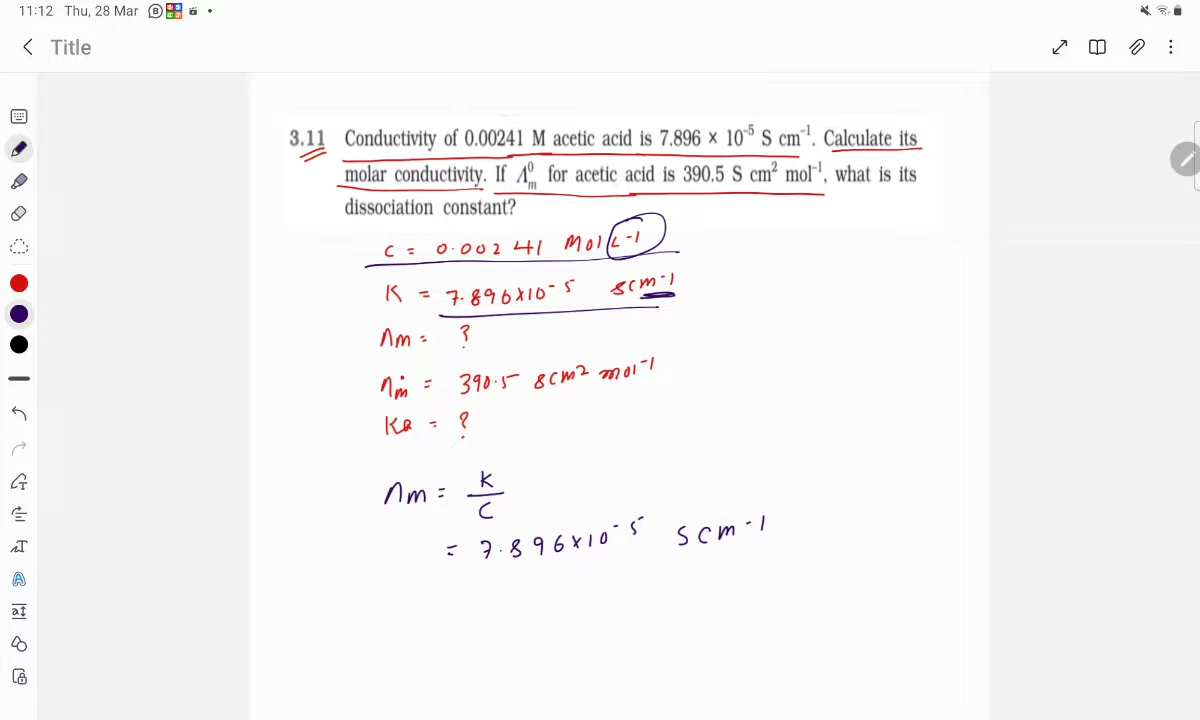 11:12 Thu, 28 Mar
Title
3.11 Conductivity of 0.00241 M acetic acid is 7.896 × 10⁻⁵ S cm⁻¹. Calculate its
molar conductivity. If Λ⁰m for acetic acid is 390.5 S cm² mol⁻¹, what is its
dissociation constant?
C = 0.00241 Mol L-1
K = 7.896×10⁻⁵ Scm⁻¹
Λm = ?
Λ°m = 390.5 Scm² mol⁻¹
Ka = ?
Λm = K/C
= 7.896×10⁻⁵ Scm⁻¹